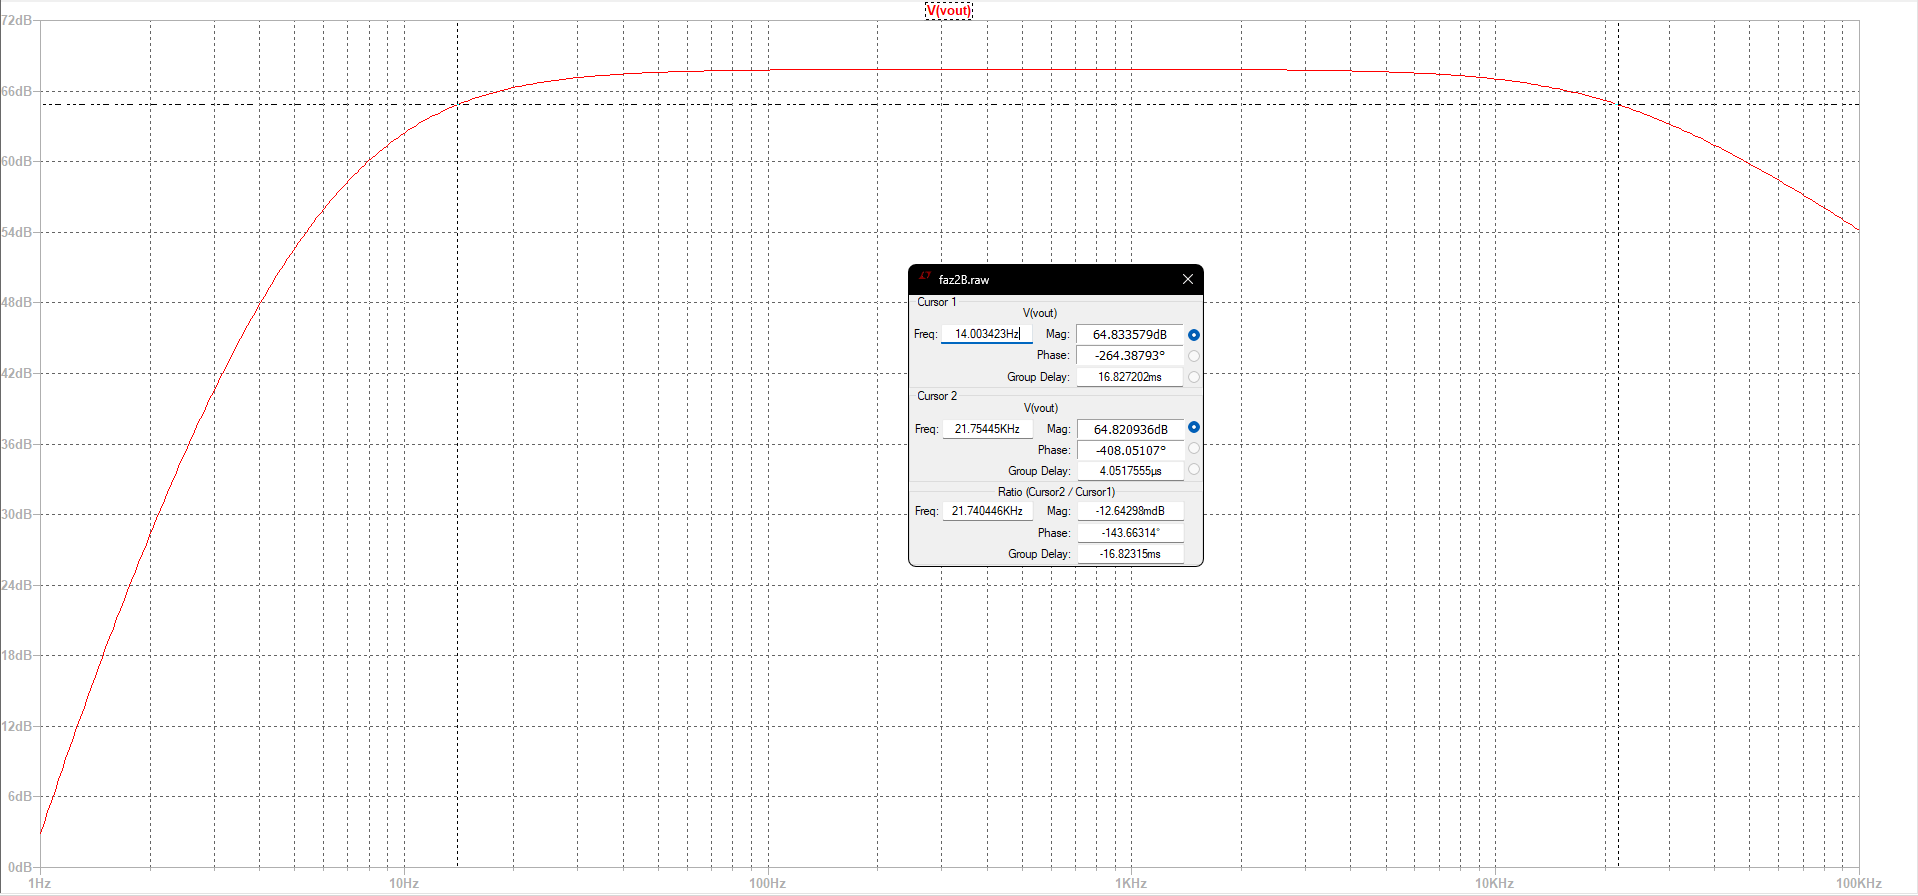 V(vout)
72dB
66dB
60dB
54dB
48dB
42dB
36dB
30dB
24dB
18dB
12dB
6dB
0dB
1Hz 10Hz 100Hz 1KHz 10KHz 100KHz
faz2B.raw
Cursor 1
V(vout)
Freq: 14.003423Hz Mag: 64.833579dB
Phase: -264.38793°
Group Delay: 16.827202ms
Cursor 2
V(vout)
Freq: 21.75445KHz Mag: 64.820936dB
Phase: -408.05107°
Group Delay: 4.0517555µs
Ratio (Cursor2 / Cursor1)
Freq: 21.740446KHz Mag: -12.64298mdB
Phase: -143.66314°
Group Delay: -16.82315ms